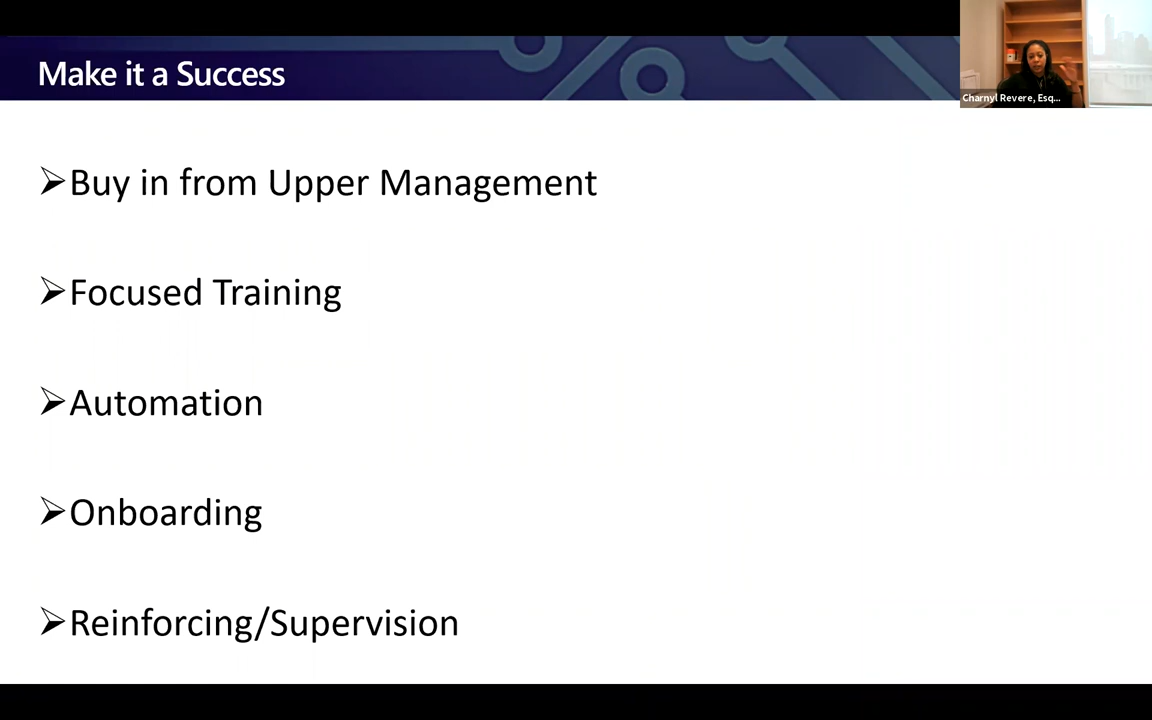 Make it a Success
Charnyl Revere, Esq...
➢Buy in from Upper Management
➢Focused Training
➢Automation
➢Onboarding
➢Reinforcing/Supervision